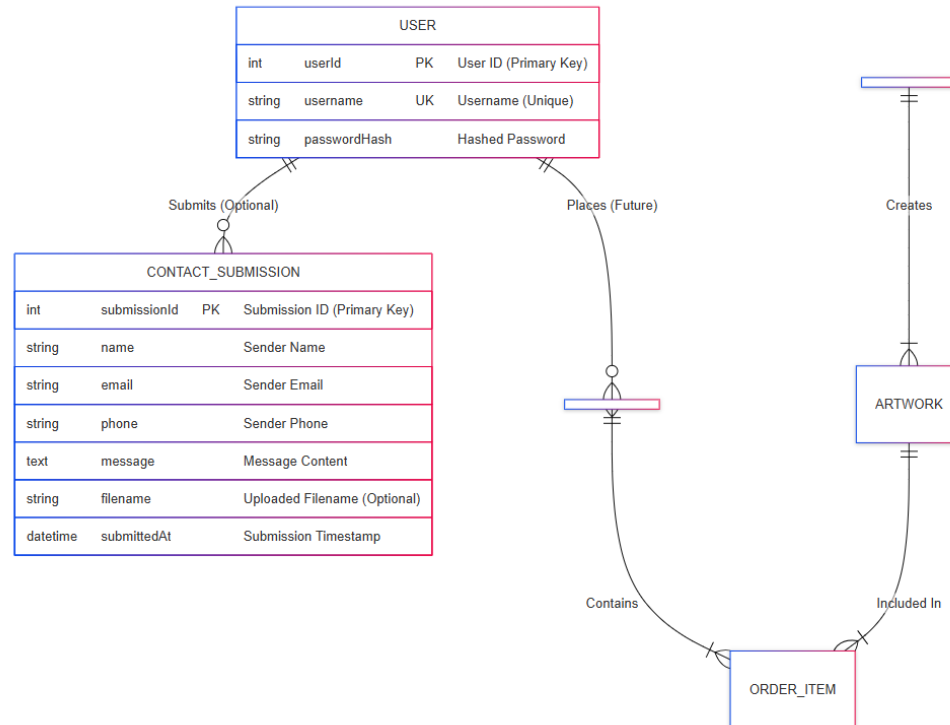 USER
int userId PK User ID (Primary Key)
string username UK Username (Unique)
string passwordHash Hashed Password
Submits (Optional)
Places (Future)
Creates
CONTACT_SUBMISSION
int submissionId PK Submission ID (Primary Key)
string name Sender Name
string email Sender Email
string phone Sender Phone
text message Message Content
string filename Uploaded Filename (Optional)
datetime submittedAt Submission Timestamp
ARTWORK
Contains
Included In
ORDER_ITEM